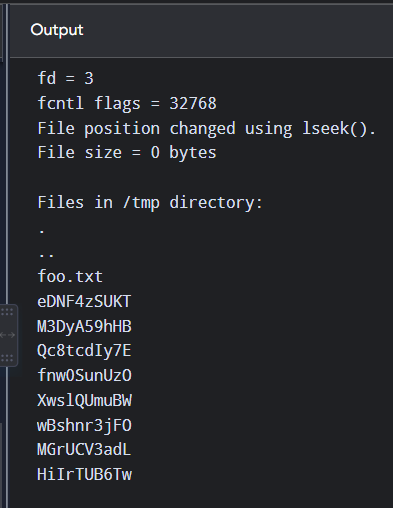 Output
fd = 3
fcntl flags = 32768
File position changed using lseek().
File size = 0 bytes
Files in /tmp directory:
.
..
foo.txt
eDNF4zSUKT
M3DyA59hHB
Qc8tcdIy7E
fnw0SunUzO
XwslQUmuBW
wBshnr3jFO
MGrUCV3adL
HiIrTUB6Tw